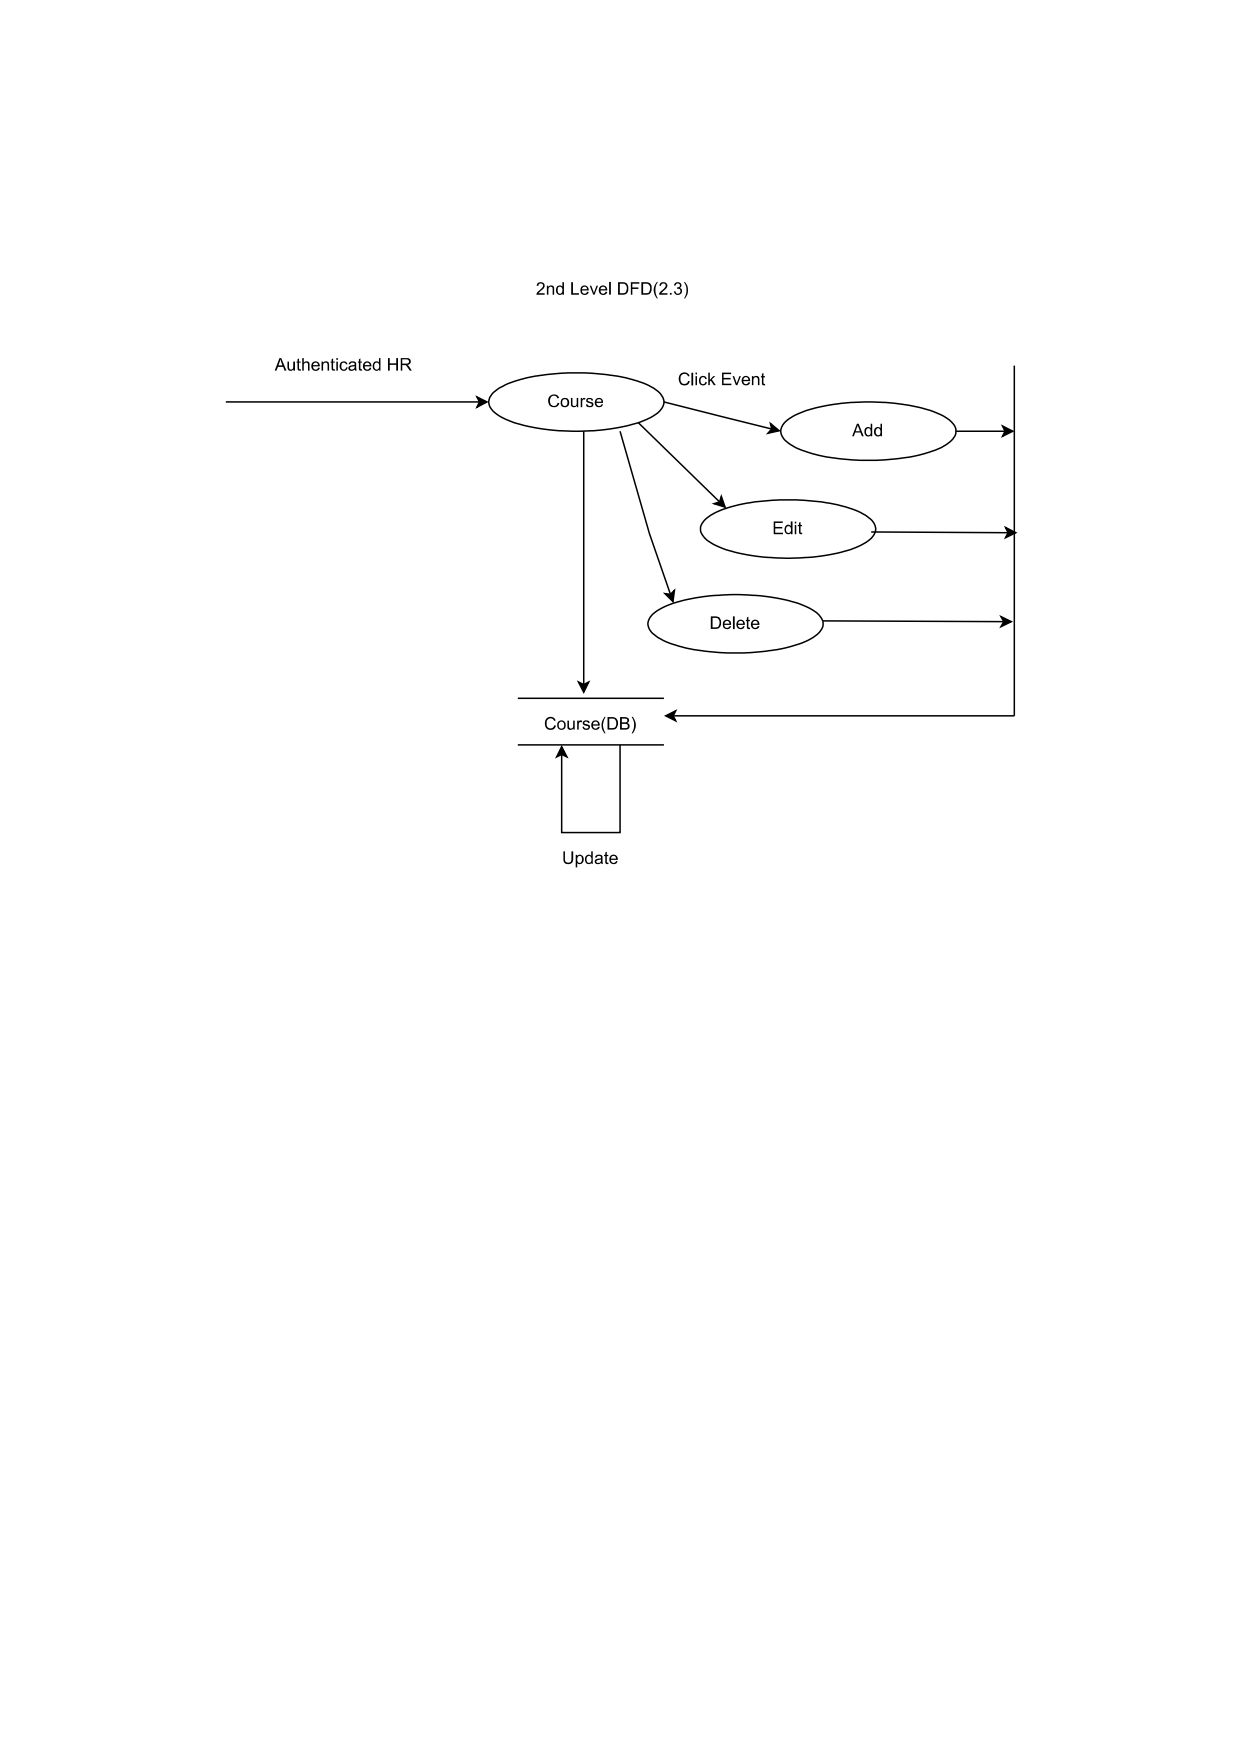 2nd Level DFD(2.3)
Authenticated HR
Click Event
Course
Add
Edit
Delete
Course(DB)
Update